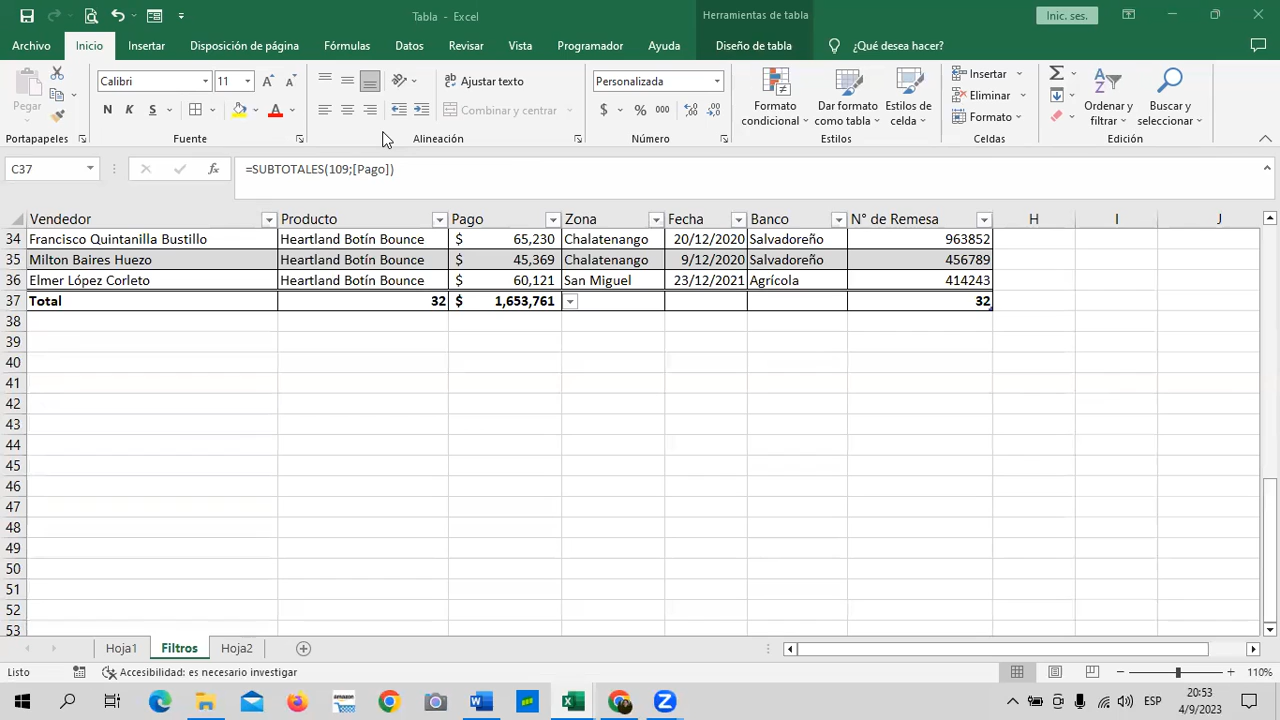 Tabla - Excel
Herramientas de tabla
Inic. ses.
Archivo Inicio Insertar Disposición de página Fórmulas Datos Revisar Vista Programador Ayuda Diseño de tabla ¿Qué desea hacer?
Pegar
Calibri 11
N K S
Ajustar texto
Combinar y centrar
Personalizada
$ % 000
Formato condicional
Dar formato como tabla
Estilos de celda
Insertar
Eliminar
Formato
Ordenar y filtrar
Buscar y seleccionar
Portapapeles Fuente Alineación Número Estilos Celdas Edición
C37 fx =SUBTOTALES(109;[Pago])
Vendedor Producto Pago Zona Fecha Banco N° de Remesa H I J
34 Francisco Quintanilla Bustillo Heartland Botín Bounce $ 65,230 Chalatenango 20/12/2020 Salvadoreño 963852
35 Milton Baires Huezo Heartland Botín Bounce $ 45,369 Chalatenango 9/12/2020 Salvadoreño 456789
36 Elmer López Corleto Heartland Botín Bounce $ 60,121 San Miguel 23/12/2021 Agrícola 414243
37 Total 32 $ 1,653,761 32
38
39
40
41
42
43
44
45
46
47
48
49
50
51
52
53
Hoja1 Filtros Hoja2
Listo Accesibilidad: es necesario investigar 110%
ESP 20:53
4/9/2023